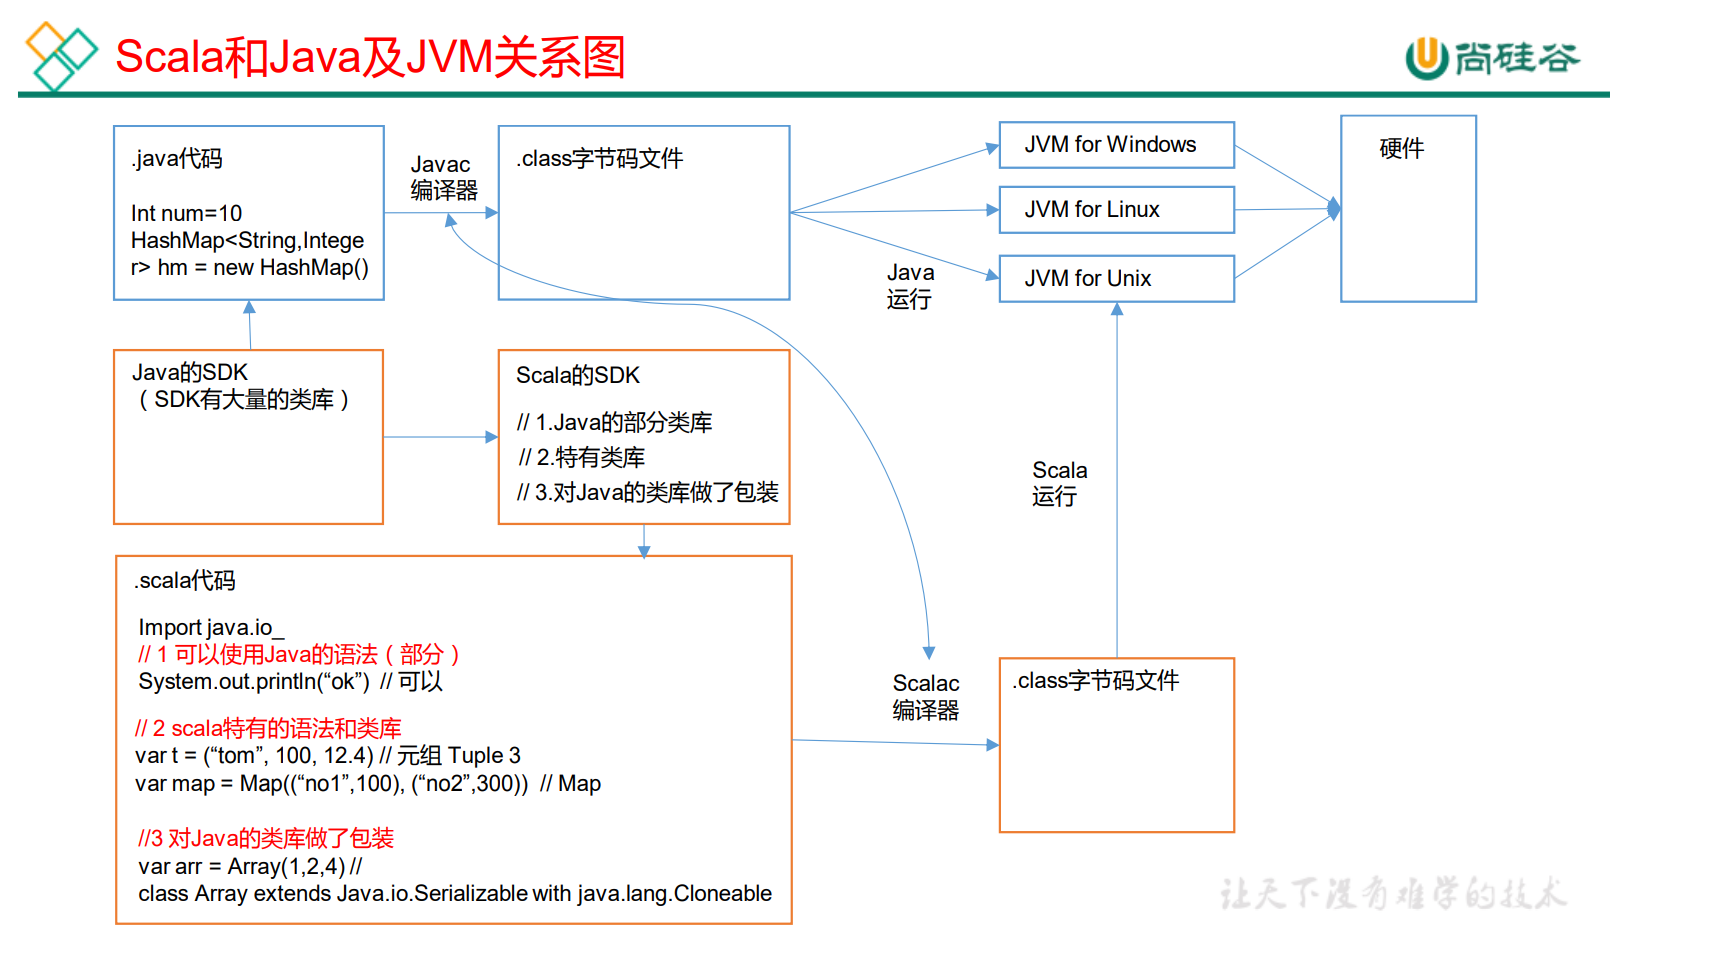 Scala和Java及JVM关系图
尚硅谷
.java代码
Int num=10
HashMap<String,Intege
r> hm = new HashMap()
Javac
编译器
.class字节码文件
JVM for Windows
JVM for Linux
JVM for Unix
硬件
Java
运行
Java的SDK
（SDK有大量的类库）
Scala的SDK
// 1.Java的部分类库
// 2.特有类库
// 3.对Java的类库做了包装
Scala
运行
.scala代码
Import java.io_
// 1 可以使用Java的语法（部分）
System.out.println(“ok”) // 可以
// 2 scala特有的语法和类库
var t = (“tom”, 100, 12.4) // 元组 Tuple 3
var map = Map((“no1”,100), (“no2”,300)) // Map
//3 对Java的类库做了包装
var arr = Array(1,2,4) //
class Array extends Java.io.Serializable with java.lang.Cloneable
Scalac
编译器
.class字节码文件
让天下没有难学的技术